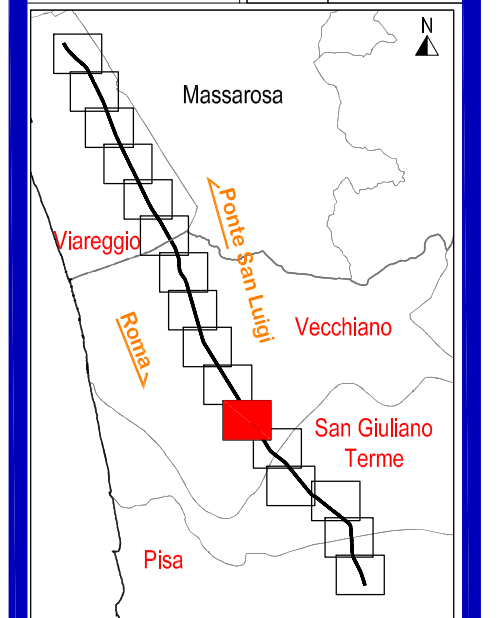 N
Massarosa
Viareggio
Ponte San Luigi
Roma
Vecchiano
San Giuliano
Terme
Pisa